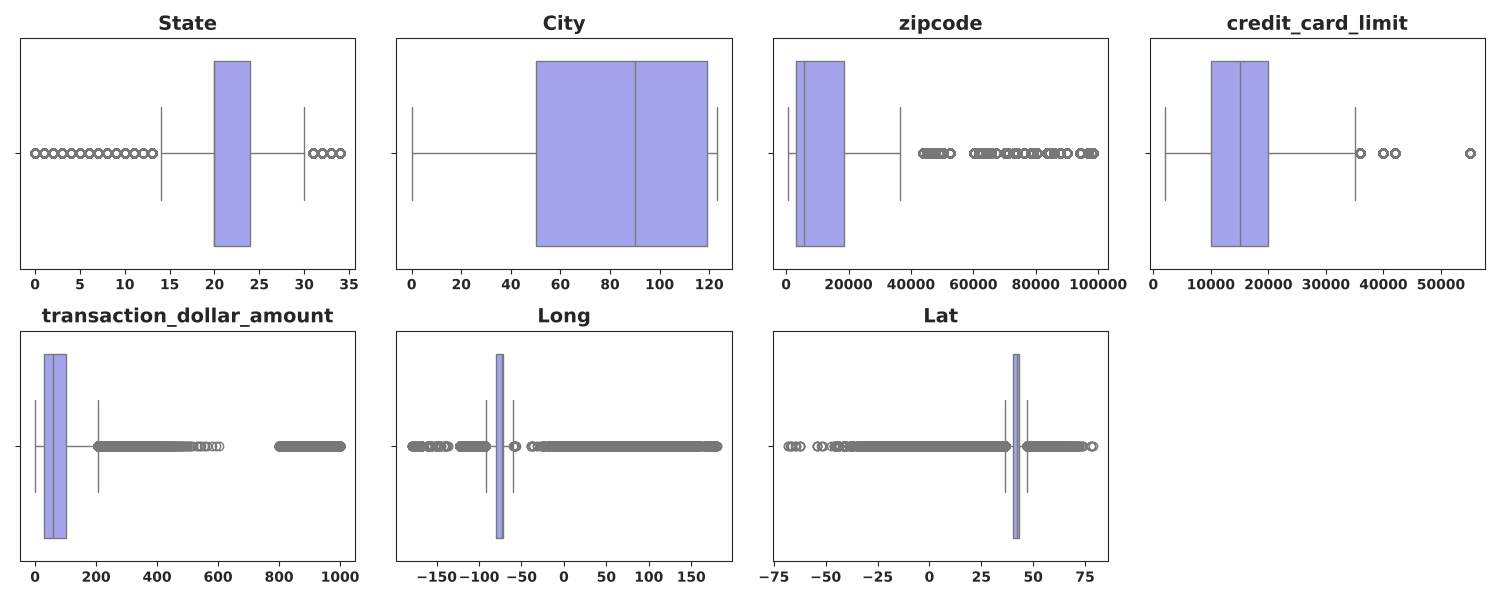 State
City
zipcode
credit_card_limit
0 5 10 15 20 25 30 35
0 20 40 60 80 100 120
0 20000 40000 60000 80000 100000
0 10000 20000 30000 40000 50000
transaction_dollar_amount
Long
Lat
0 200 400 600 800 1000
−150 −100 −50 0 50 100 150
−75 −50 −25 0 25 50 75